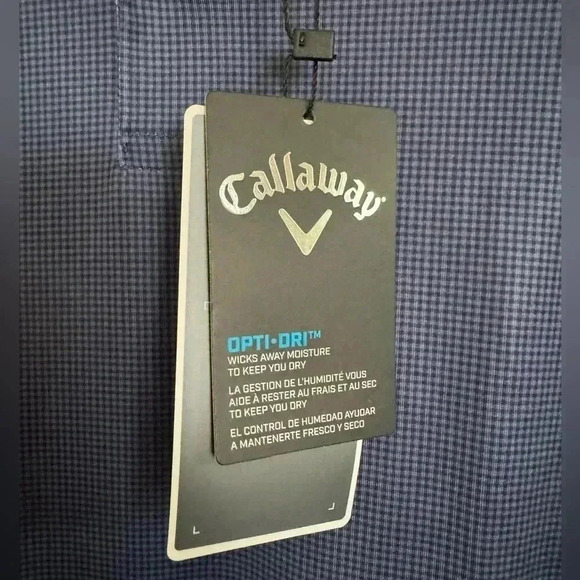 Callaway
OPTI•DRI™
WICKS AWAY MOISTURE
TO KEEP YOU DRY
LA GESTION DE L'HUMIDITÉ VOUS
AIDE À RESTER AU FRAIS ET AU SEC
TO KEEP YOU DRY
EL CONTROL DE HUMEDAD AYUDAR
A MANTENERTE FRESCO Y SECO